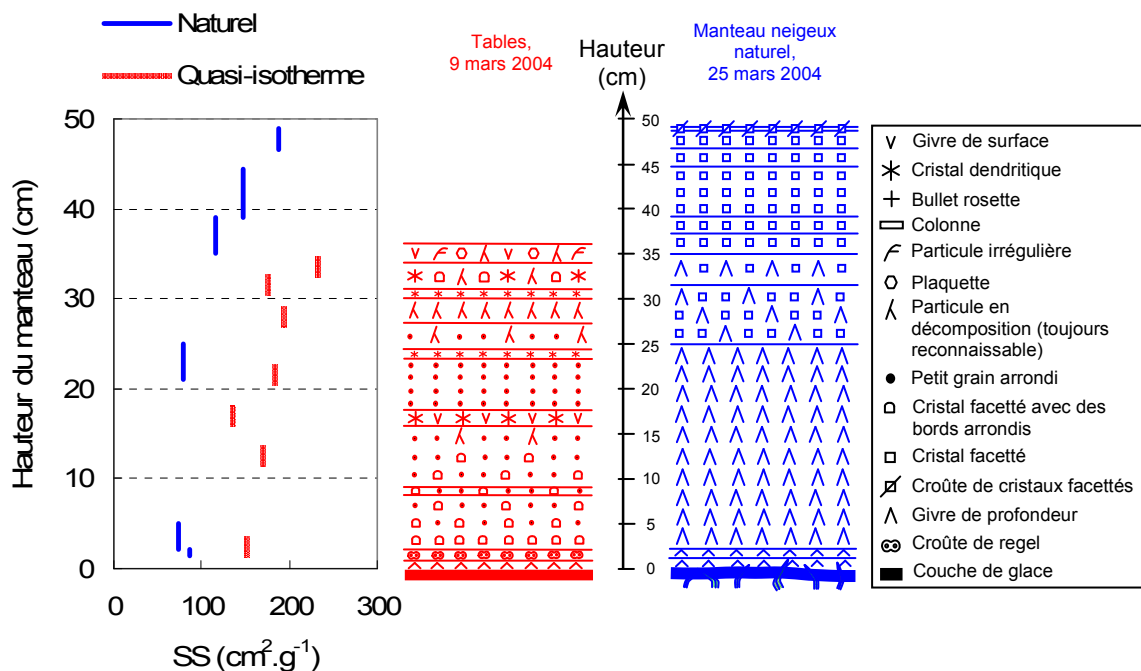 Naturel
Quasi-isotherme
50
40
30
20
10
0
0
100
200
300
Hauteur du manteau (cm)
SS (cm².g⁻¹)
Tables,
9 mars 2004
Hauteur
(cm)
50
45
40
35
30
25
20
15
10
5
0
Manteau neigeux
naturel,
25 mars 2004
Givre de surface
Cristal dendritique
Bullet rosette
Colonne
Particule irrégulière
Plaquette
Particule en
décomposition (toujours
reconnaissable)
Petit grain arrondi
Cristal facetté avec des
bords arrondis
Cristal facetté
Croûte de cristaux facettés
Givre de profondeur
Croûte de regel
Couche de glace